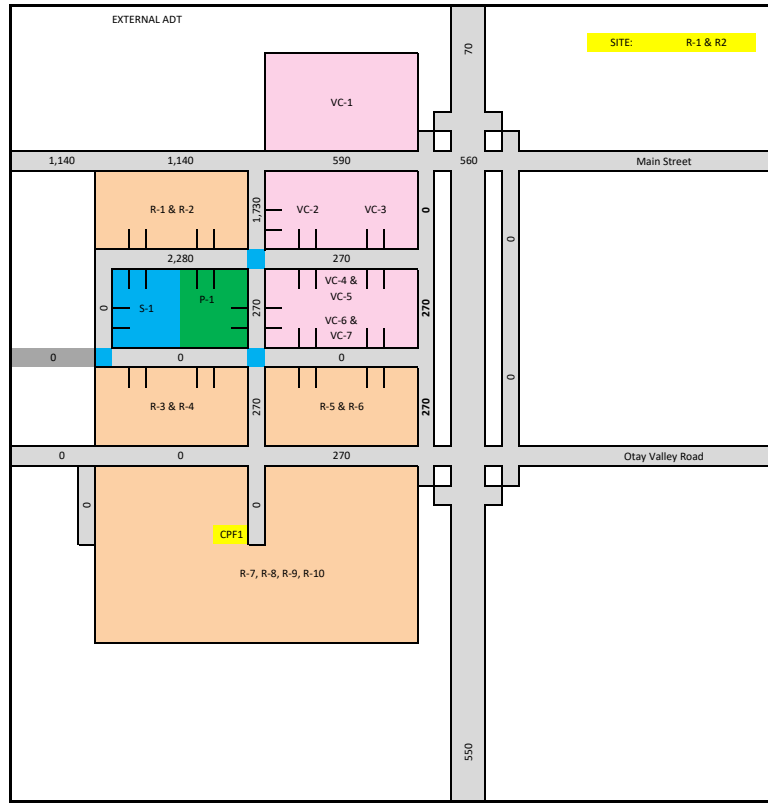 EXTERNAL ADT
70
SITE: R-1 & R2
VC-1
1,140 1,140 590 560 Main Street
R-1 & R-2
1,730
VC-2 VC-3
0
0
2,280 270
0
S-1
P-1
270
VC-4 &
VC-5
VC-6 &
VC-7
270
0 0 0
0
R-3 & R-4
270
R-5 & R-6
270
0 0 270 Otay Valley Road
0
0
CPF1
R-7, R-8, R-9, R-10
550